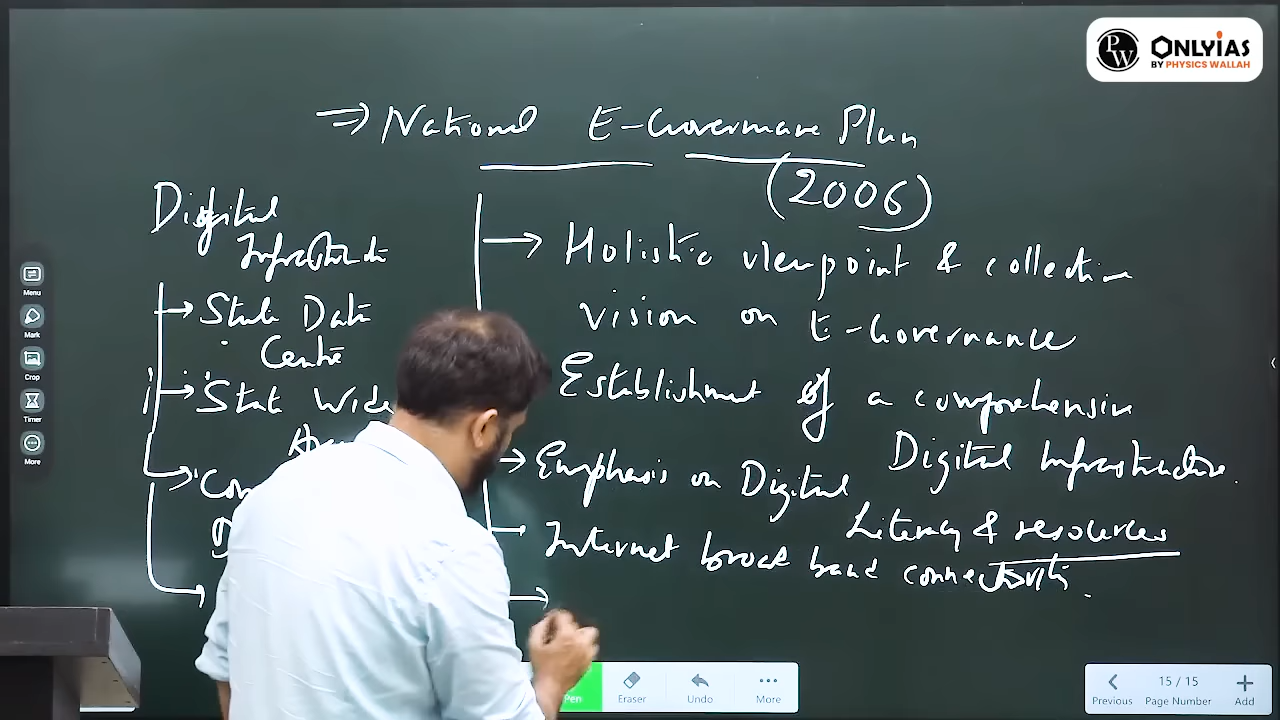 PW ONLYIAS
BY PHYSICS WALLAH
⇒ National E-Governance Plan
(2006)
Digital
Infrastructure
→ State Data
Centre
→ State Wide
→ Holistic viewpoint & collective
vision on E-Governance
Establishment of a comprehensive
Digital Infrastructure.
→ Emphasis on Digital
Literacy & resources
→ Internet broad band connectivity.
Menu
Mark
Crop
Timer
More
Pen
Eraser
Undo
More
Previous
15 / 15
Page Number
Add